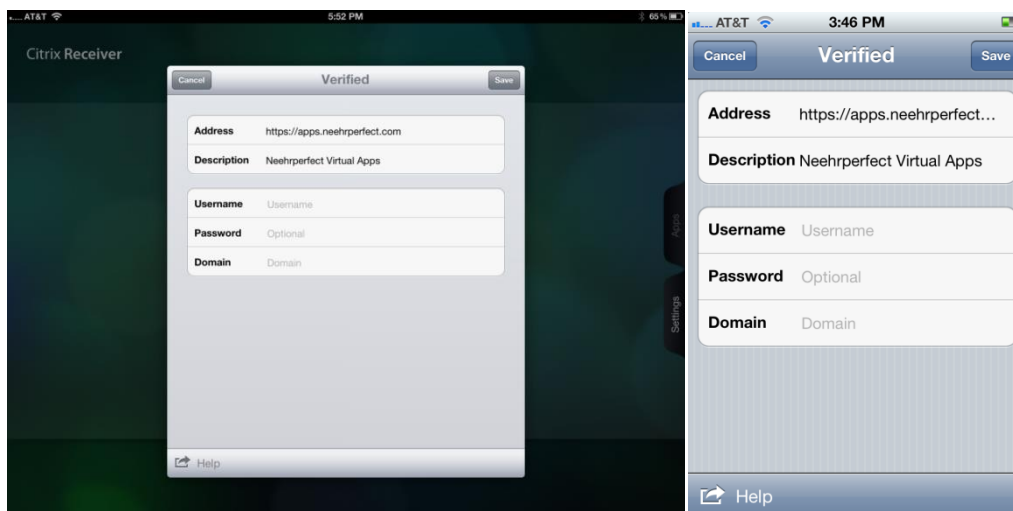 AT&T 5:52 PM 65 %
Citrix Receiver
Cancel Verified Save
Address https://apps.neehrperfect.com
Description Neehrperfect Virtual Apps
Username Username
Password Optional
Domain Domain
Apps
Settings
Help
AT&T 3:46 PM
Cancel Verified Save
Address https://apps.neehrperfect...
Description Neehrperfect Virtual Apps
Username Username
Password Optional
Domain Domain
Help